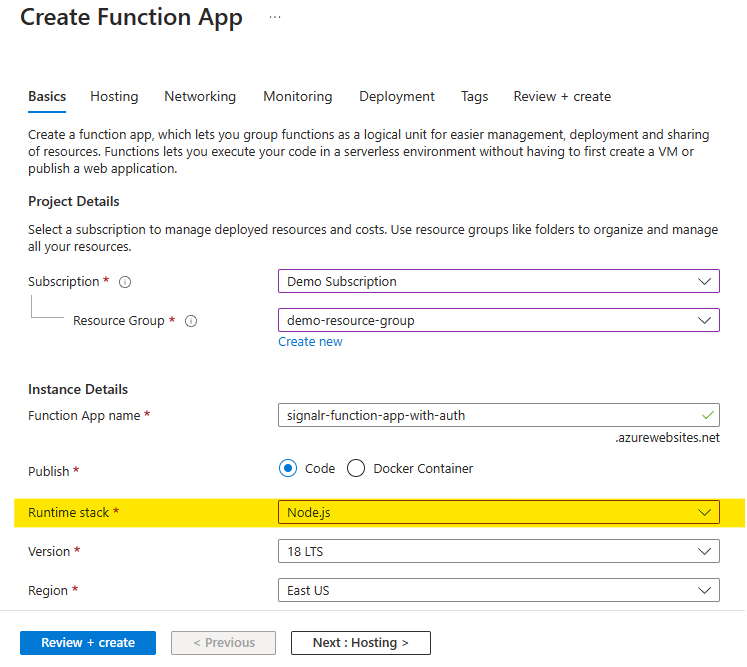 Create Function App ...
Basics Hosting Networking Monitoring Deployment Tags Review + create
Create a function app, which lets you group functions as a logical unit for easier management, deployment and sharing
of resources. Functions lets you execute your code in a serverless environment without having to first create a VM or
publish a web application.
Project Details
Select a subscription to manage deployed resources and costs. Use resource groups like folders to organize and manage
all your resources.
Subscription * Demo Subscription
Resource Group * demo-resource-group
Create new
Instance Details
Function App name * signalr-function-app-with-auth
.azurewebsites.net
Publish * Code Docker Container
Runtime stack * Node.js
Version * 18 LTS
Region * East US
Review + create < Previous Next : Hosting >